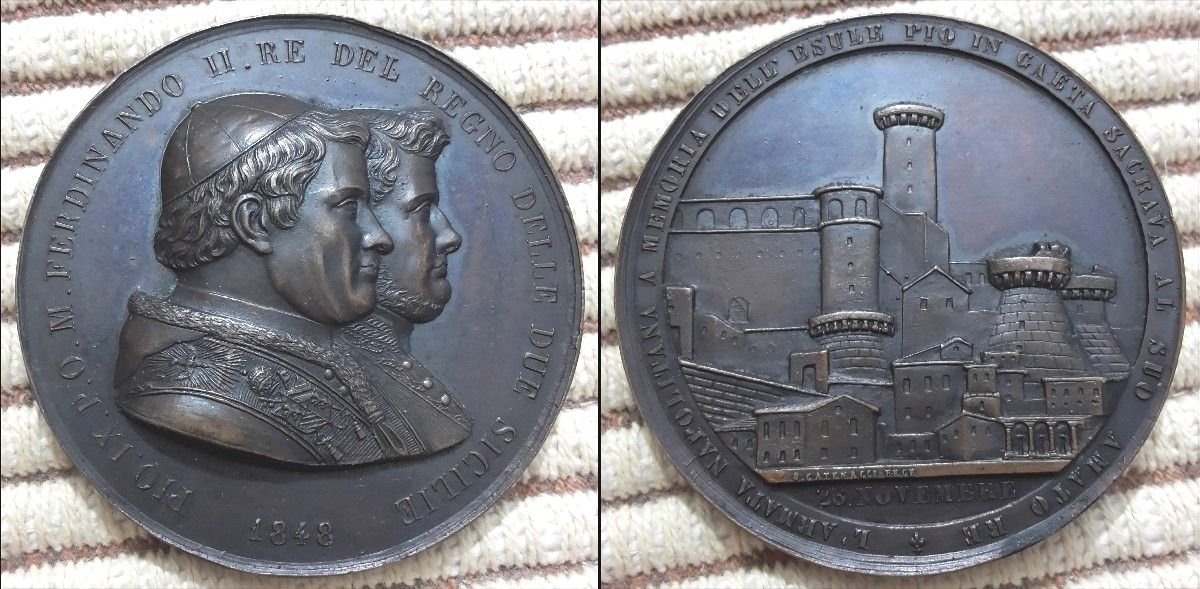 PIO. IX. P. O. M. FERDINANDO II. RE DEL REGNO DELLE DUE SICILIE
1848
L'ARMATA NAPOLITANA A MEMORIA DELL' ESULE PIO IN GAETA SACRAVA AL SUO AMATO RE
26. NOVEMBRE